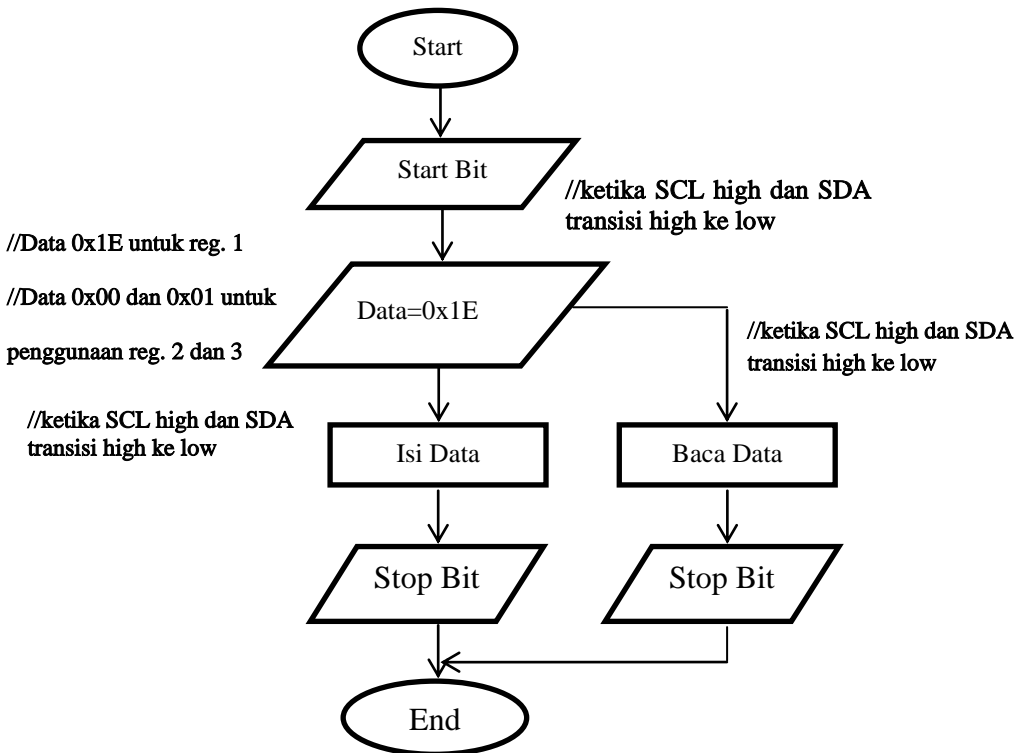 Start
Start Bit
//ketika SCL high dan SDA
transisi high ke low
//Data 0x1E untuk reg. 1
//Data 0x00 dan 0x01 untuk
penggunaan reg. 2 dan 3
Data=0x1E
//ketika SCL high dan SDA
transisi high ke low
//ketika SCL high dan SDA
transisi high ke low
Isi Data
Baca Data
Stop Bit
Stop Bit
End